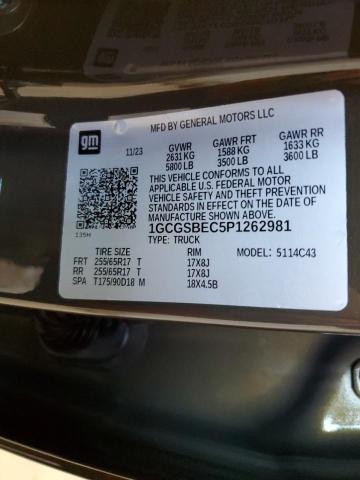 gm
MFD BY GENERAL MOTORS LLC
11/23
GVWR GAWR FRT GAWR RR
2631 KG 1588 KG 1633 KG
5800 LB 3500 LB 3600 LB
THIS VEHICLE CONFORMS TO ALL
APPLICABLE U.S. FEDERAL MOTOR
VEHICLE SAFETY AND THEFT PREVENTION
STANDARDS IN EFFECT ON THE DATE OF
MANUFACTURE SHOWN ABOVE.
1GCGSBEC5P1262981
TYPE: TRUCK
135M
TIRE SIZE RIM MODEL: 5114C43
FRT 255/65R17 T 17X8J
RR 255/65R17 T 17X8J
SPA T175/90D18 M 18X4.5B